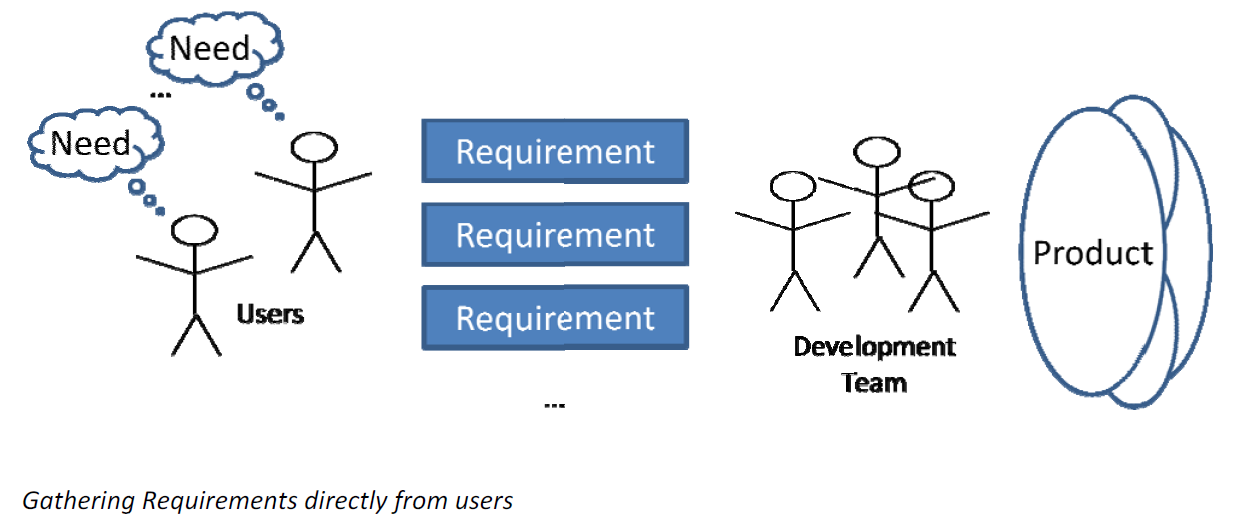 Need
...
Need
Users
Requirement
Requirement
Requirement
...
Development
Team
Product
Gathering Requirements directly from users